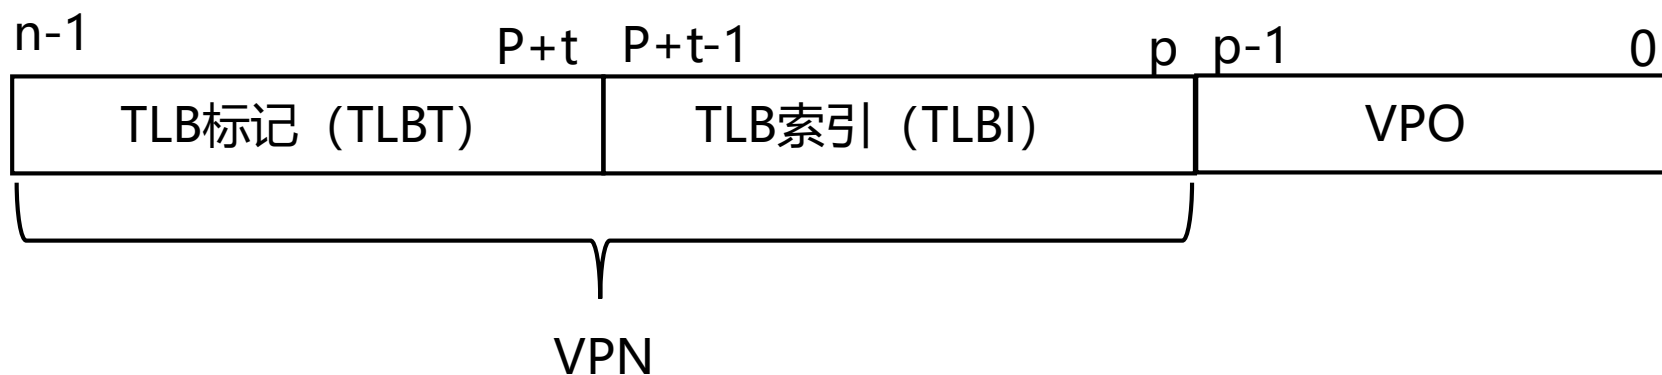 n-1 P+t P+t-1 p p-1 0
TLB标记（TLBT） TLB索引（TLBI） VPO
VPN